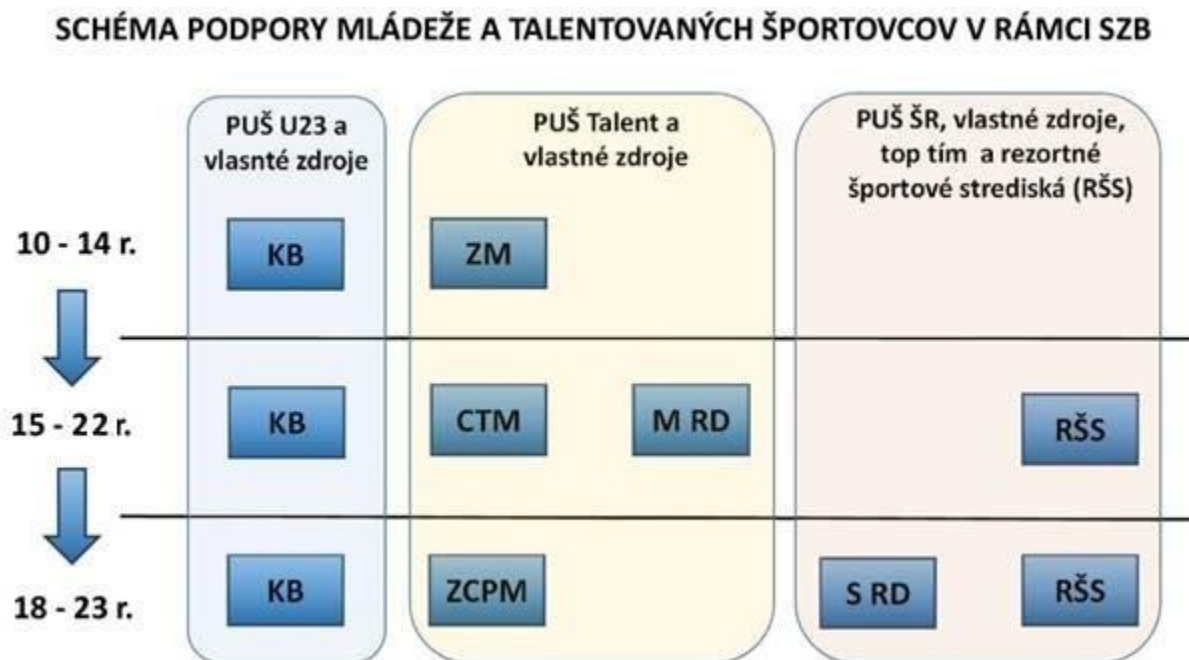 SCHÉMA PODPORY MLÁDEŽE A TALENTOVANÝCH ŠPORTOVCOV V RÁMCI SZB
PUŠ U23 a
vlasnté zdroje
PUŠ Talent a
vlastné zdroje
PUŠ ŠR, vlastné zdroje,
top tím a rezortné
športové strediská (RŠS)
10 - 14 r.
KB
ZM
15 - 22 r.
KB
CTM
M RD
RŠS
18 - 23 r.
KB
ZCPM
S RD
RŠS